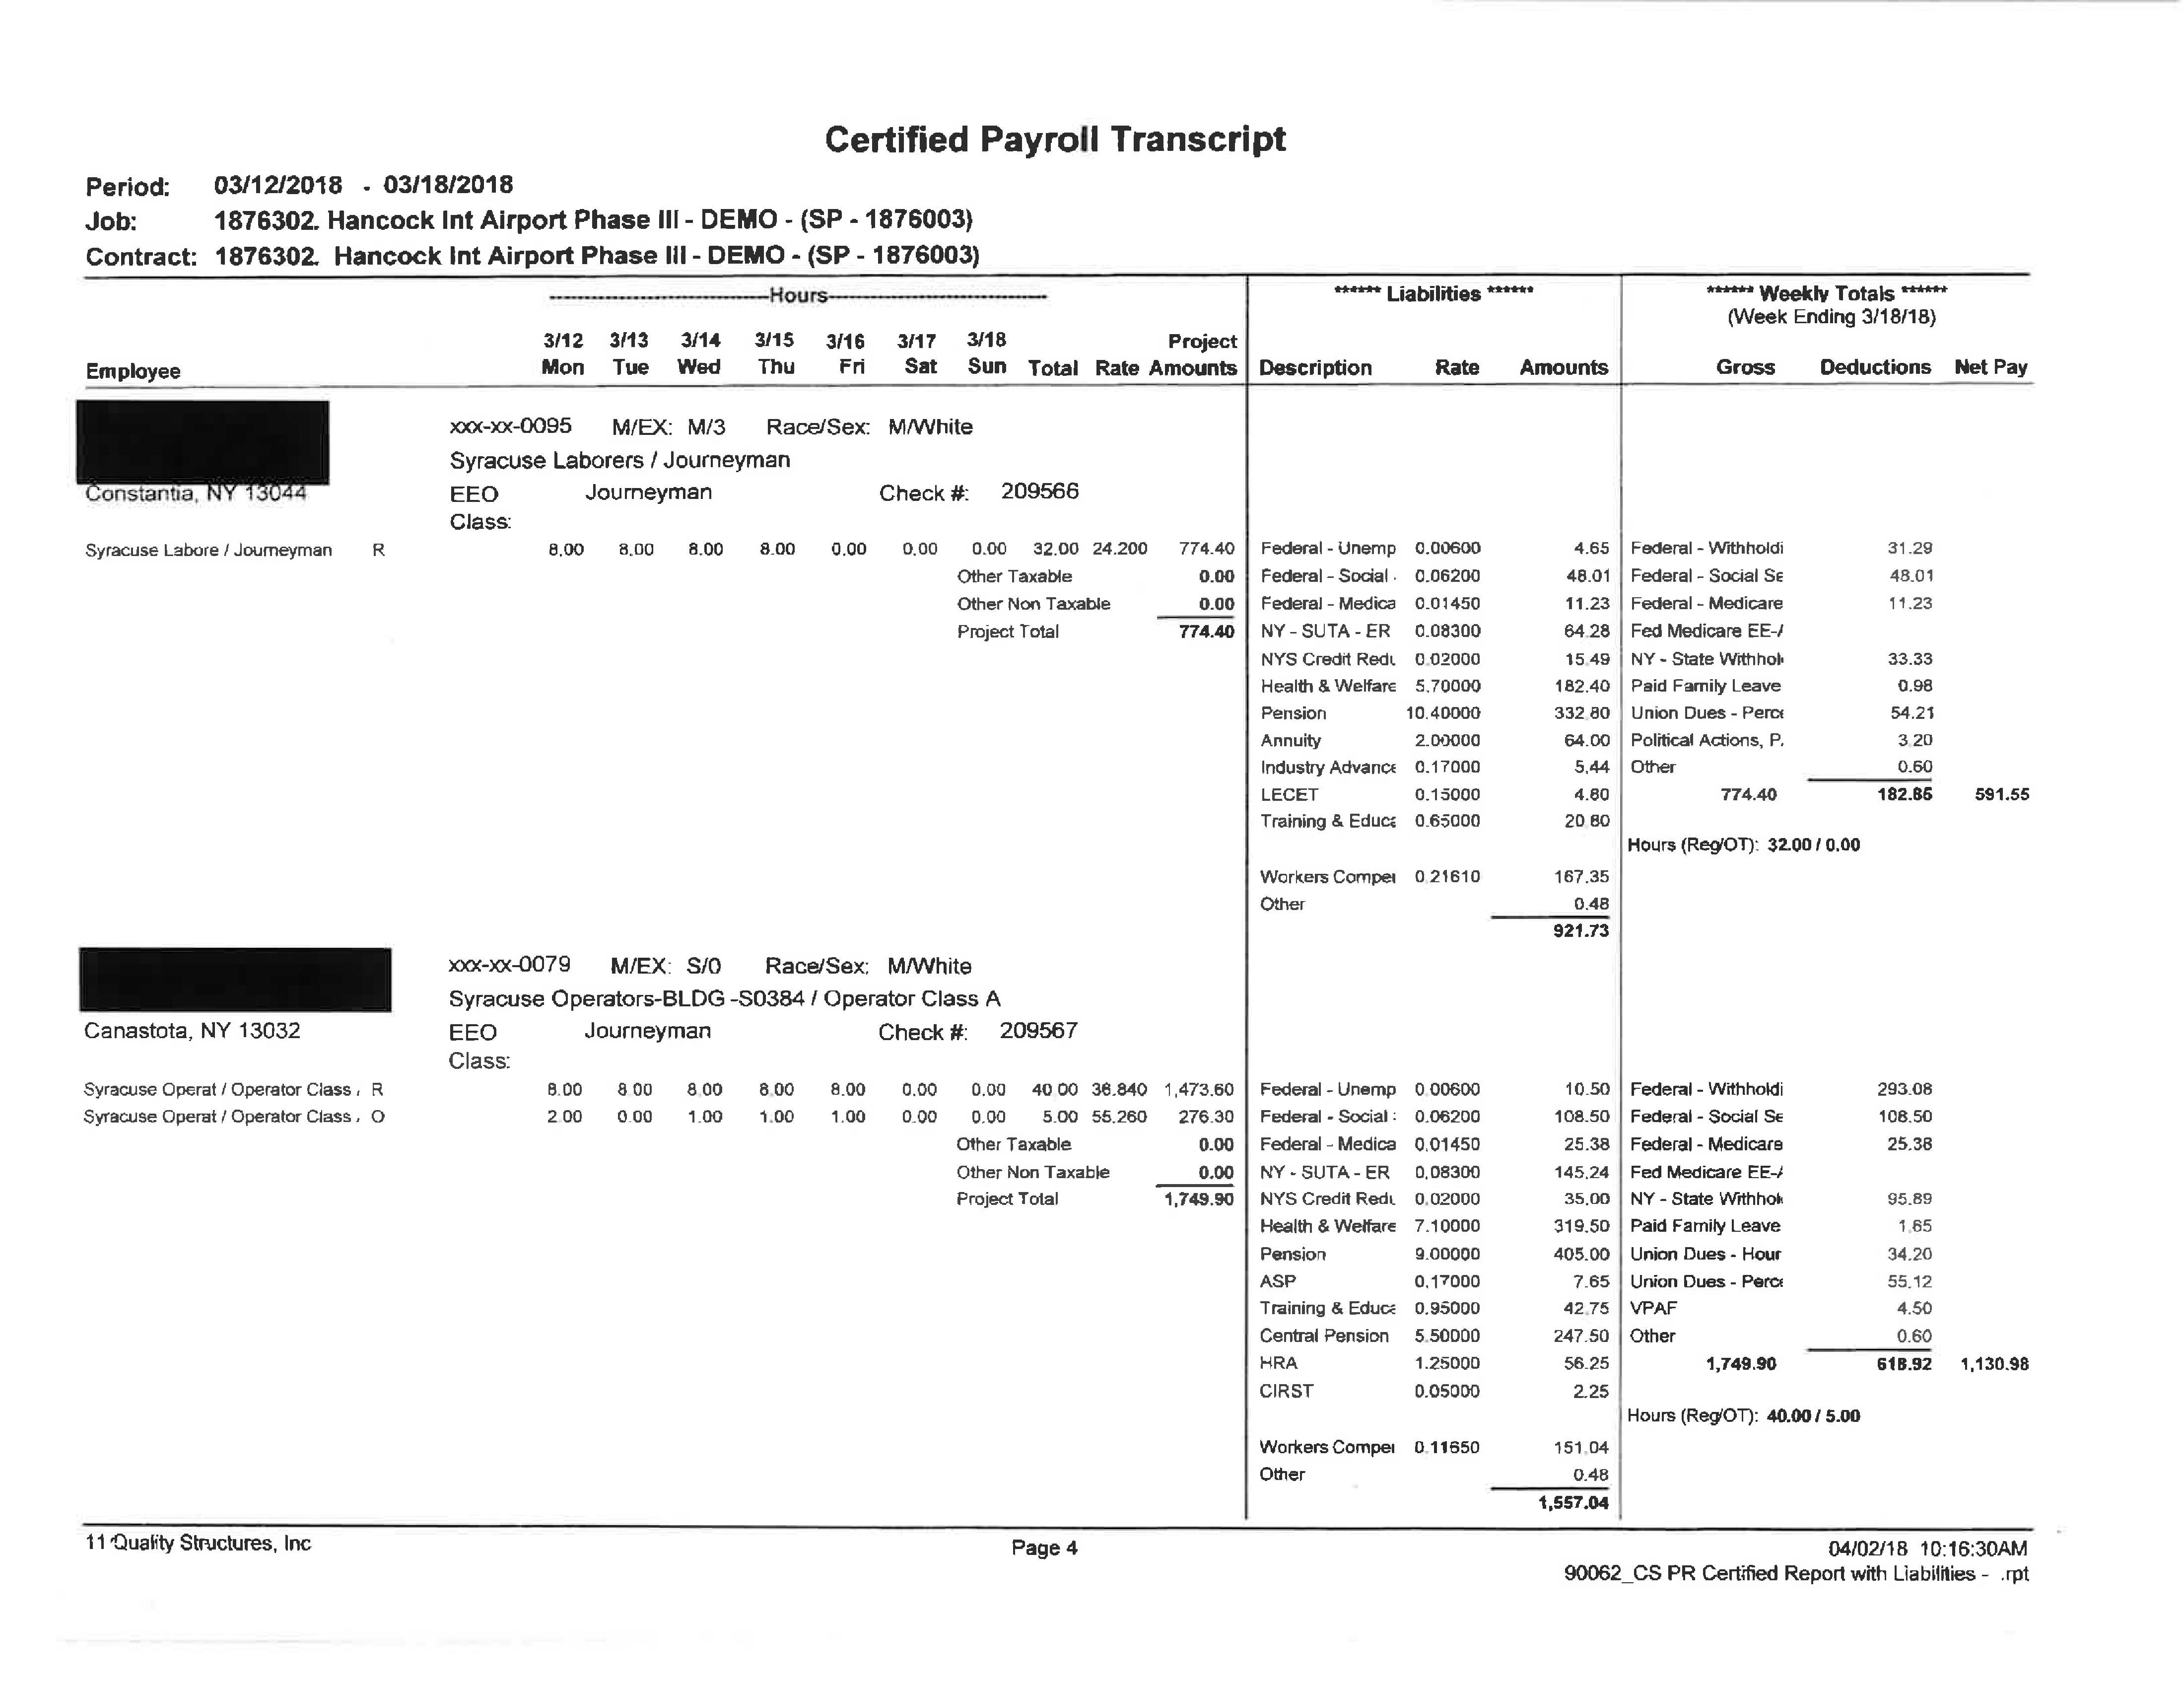 Certified Payroll Transcript
Period: 03/12/2018 - 03/18/2018
Job: 1876302. Hancock Int Airport Phase III - DEMO - (SP - 1876003)
Contract: 1876302. Hancock Int Airport Phase III - DEMO - (SP - 1876003)
Hours ****** Liabilities ****** ****** Weekly Totals ******
(Week Ending 3/18/18)
3/12 3/13 3/14 3/15 3/16 3/17 3/18 Project
Employee Mon Tue Wed Thu Fri Sat Sun Total Rate Amounts Description Rate Amounts Gross Deductions Net Pay
xxx-xx-0095 M/EX: M/3 Race/Sex: M/White
Syracuse Laborers / Journeyman
Constantia, NY 13044 EEO Journeyman Check #: 209566
Class:
Syracuse Labore / Journeyman R 8.00 8.00 8.00 8.00 0.00 0.00 0.00 32.00 24.200 774.40 Federal - Unemp 0.00600 4.65 Federal - Withholdi 31.29
Other Taxable 0.00 Federal - Social 0.06200 48.01 Federal - Social Se 48.01
Other Non Taxable 0.00 Federal - Medica 0.01450 11.23 Federal - Medicare 11.23
Project Total 774.40 NY - SUTA - ER 0.08300 64.28 Fed Medicare EE-
NYS Credit Redu 0.02000 15.49 NY - State Withhol 33.33
Health & Welfare 5.70000 182.40 Paid Family Leave 0.98
Pension 10.40000 332.80 Union Dues - Perce 54.21
Annuity 2.00000 64.00 Political Actions, P. 3.20
Industry Advance 0.17000 5.44 Other 0.60
LECET 0.15000 4.80 774.40 182.85 591.55
Training & Educa 0.65000 20.80
Hours (Reg/OT): 32.00 / 0.00
Workers Compe 0.21610 167.35
Other 0.48
921.73
xxx-xx-0079 M/EX: S/0 Race/Sex: M/White
Syracuse Operators-BLDG -S0384 / Operator Class A
Canastota, NY 13032 EEO Journeyman Check #: 209567
Class:
Syracuse Operat / Operator Class R 8.00 8.00 8.00 8.00 8.00 0.00 0.00 40.00 36.840 1,473.60 Federal - Unemp 0.00600 10.50 Federal - Withholdi 293.08
Syracuse Operat / Operator Class O 2.00 0.00 1.00 1.00 1.00 0.00 0.00 5.00 55.260 276.30 Federal - Social 0.06200 108.50 Federal - Social Se 108.50
Other Taxable 0.00 Federal - Medica 0.01450 25.38 Federal - Medicare 25.38
Other Non Taxable 0.00 NY - SUTA - ER 0.08300 145.24 Fed Medicare EE-
Project Total 1,749.90 NYS Credit Redu 0.02000 35.00 NY - State Withhol 95.89
Health & Welfare 7.10000 319.50 Paid Family Leave 1.65
Pension 9.00000 405.00 Union Dues - Hour 34.20
ASP 0.17000 7.65 Union Dues - Perce 55.12
Training & Educa 0.95000 42.75 VPAF 4.50
Central Pension 5.50000 247.50 Other 0.60
HRA 1.25000 56.25 1,749.90 618.92 1,130.98
CIRST 0.05000 2.25
Hours (Reg/OT): 40.00 / 5.00
Workers Compe 0.11650 151.04
Other 0.48
1,557.04
11 Quality Structures, Inc Page 4 04/02/18 10:16:30AM
90062_CS PR Certified Report with Liabilities - .rpt